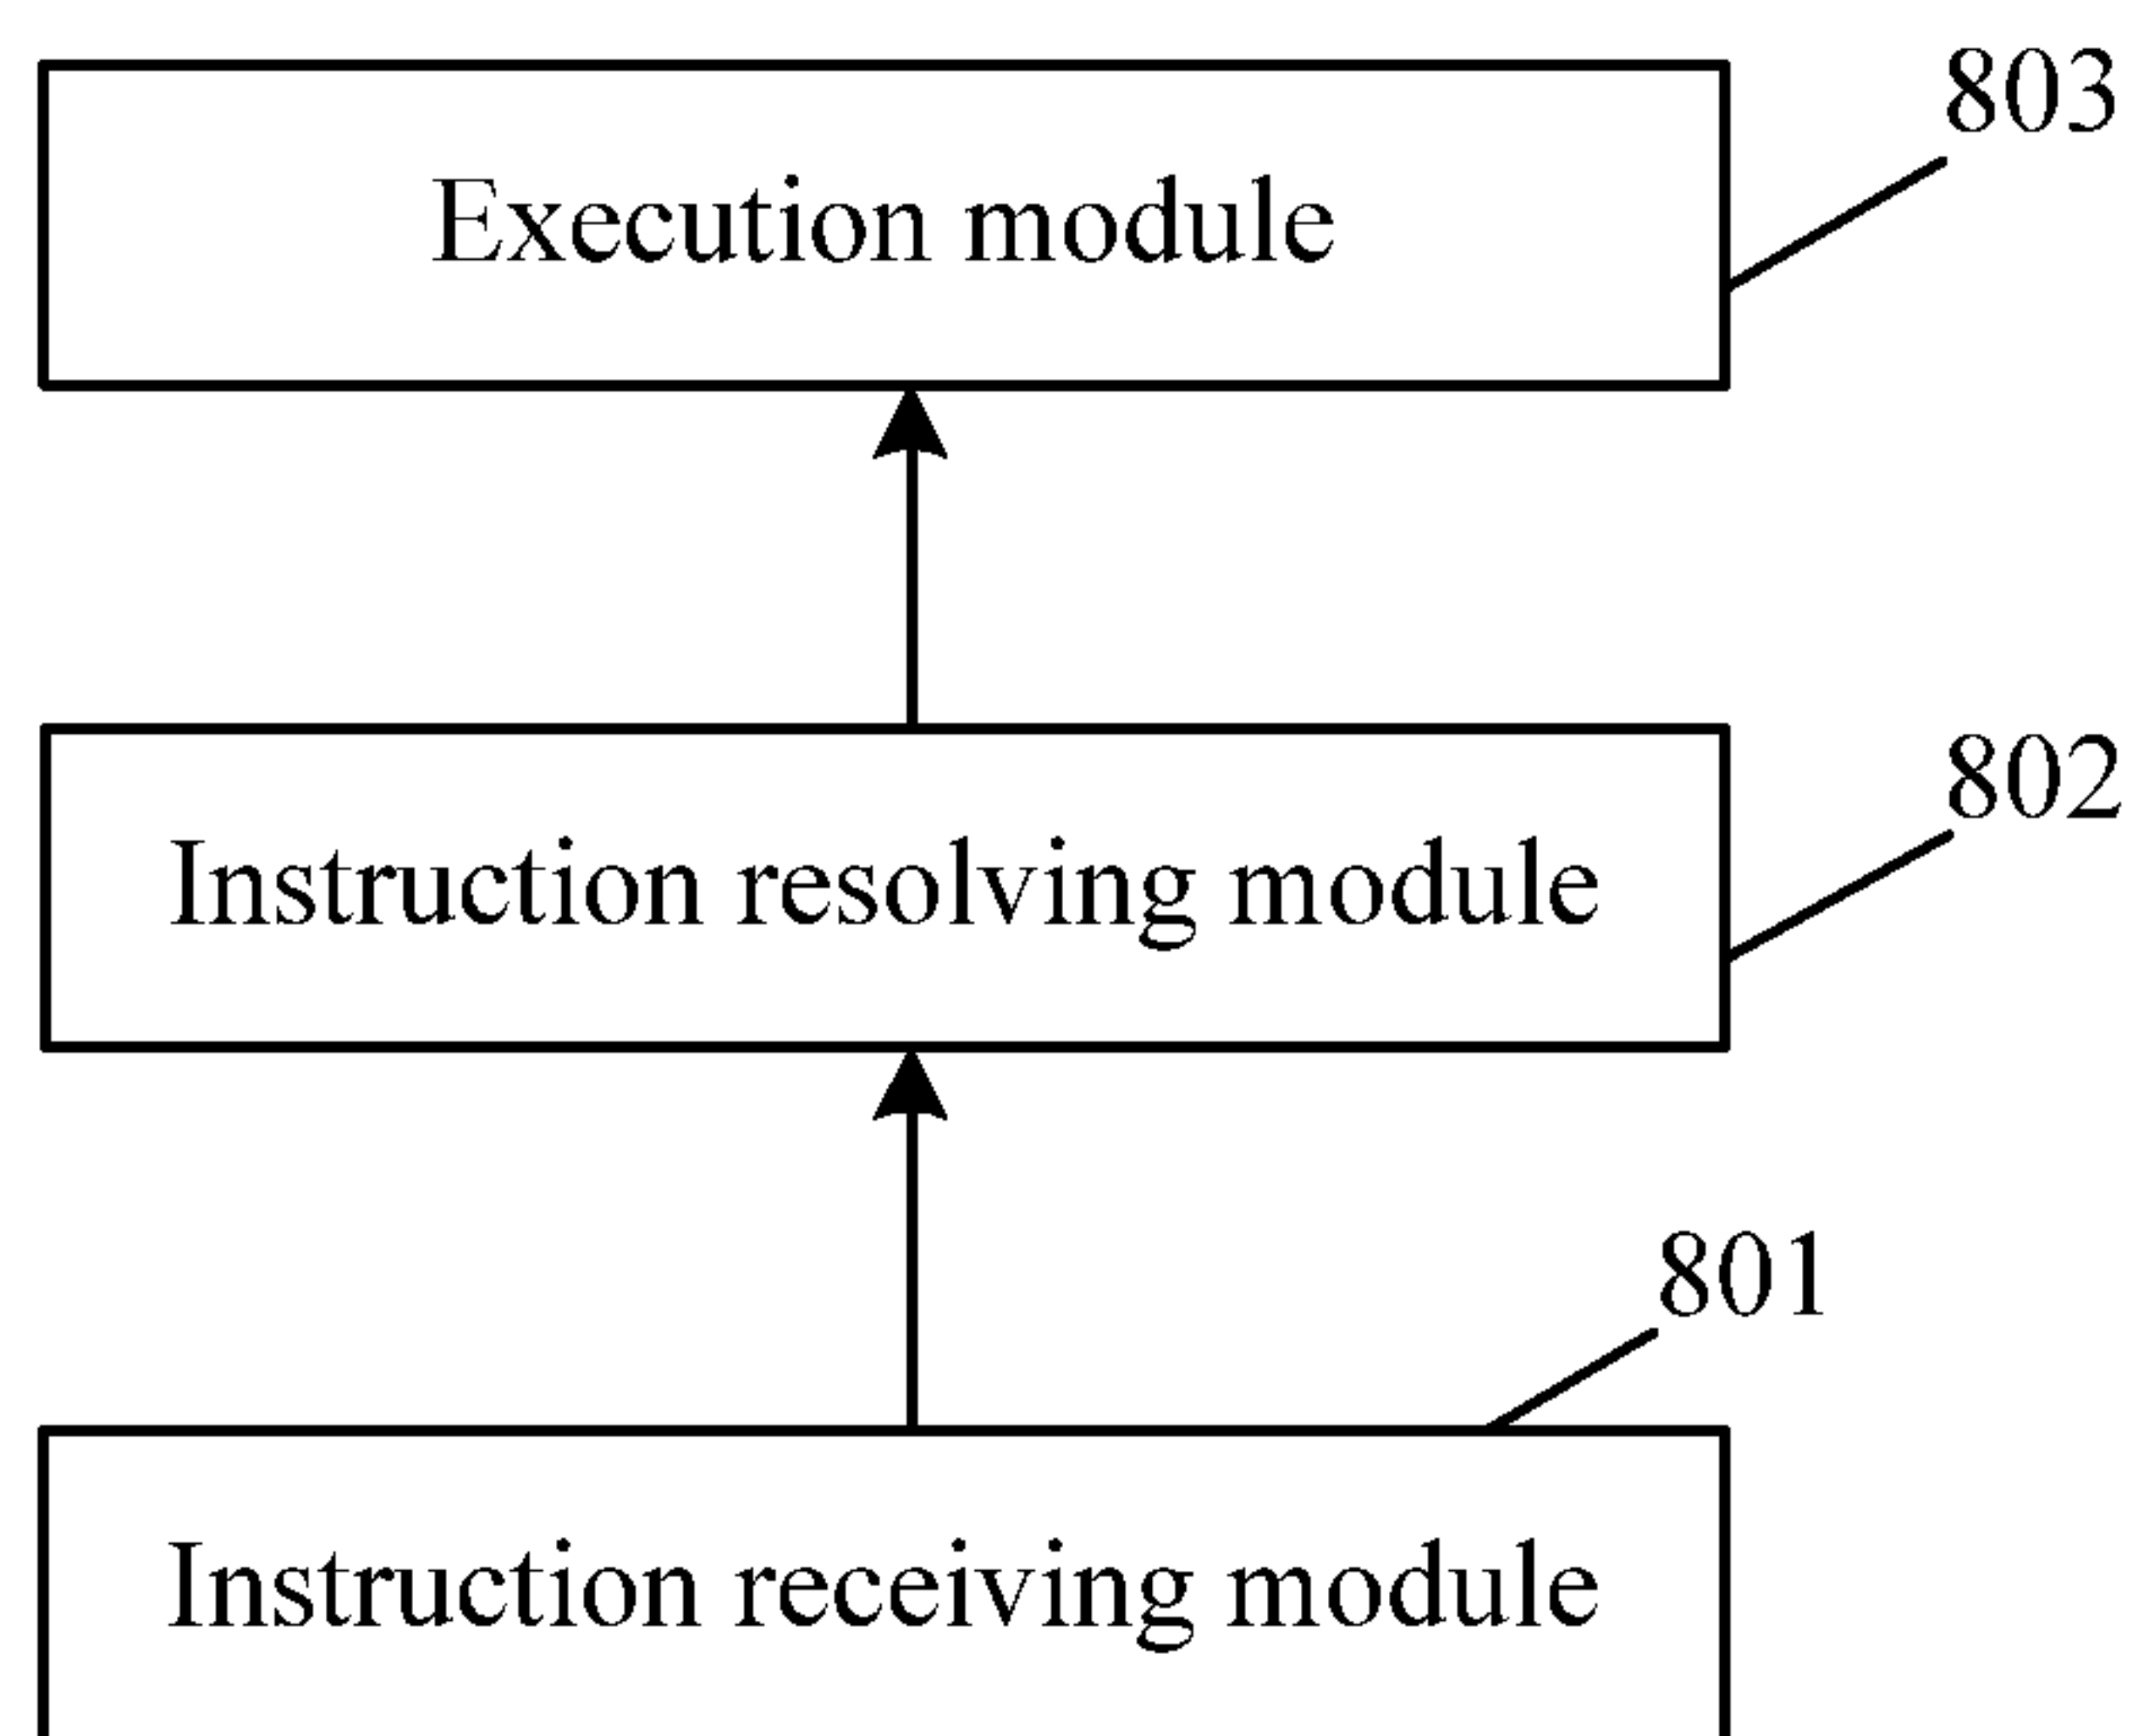 803
Execution module
802
Instruction resolving module
801
Instruction receiving module